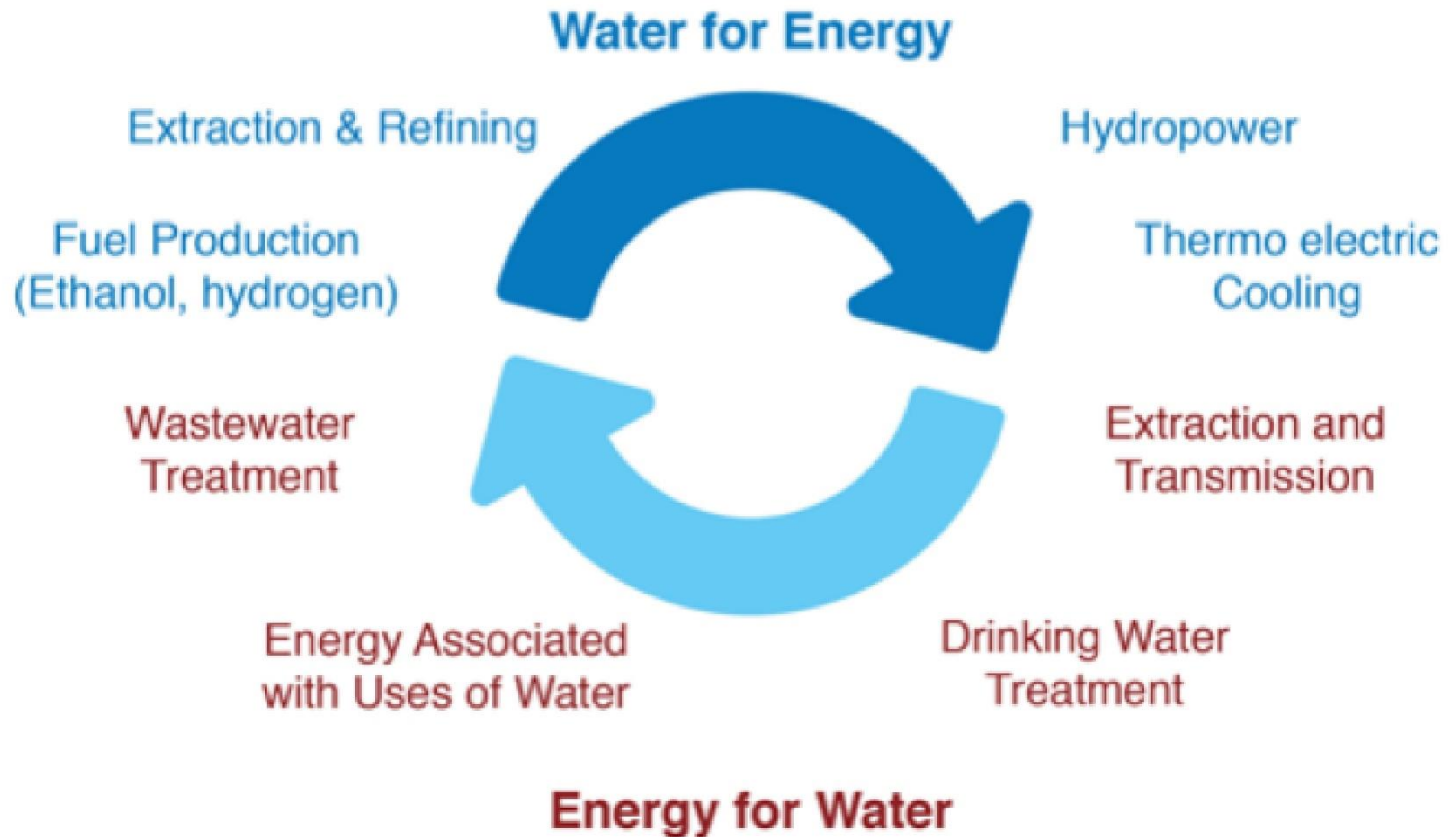 Water for Energy
Extraction & Refining
Hydropower
Fuel Production
(Ethanol, hydrogen)
Thermo electric
Cooling
Wastewater
Treatment
Extraction and
Transmission
Energy Associated
with Uses of Water
Drinking Water
Treatment
Energy for Water